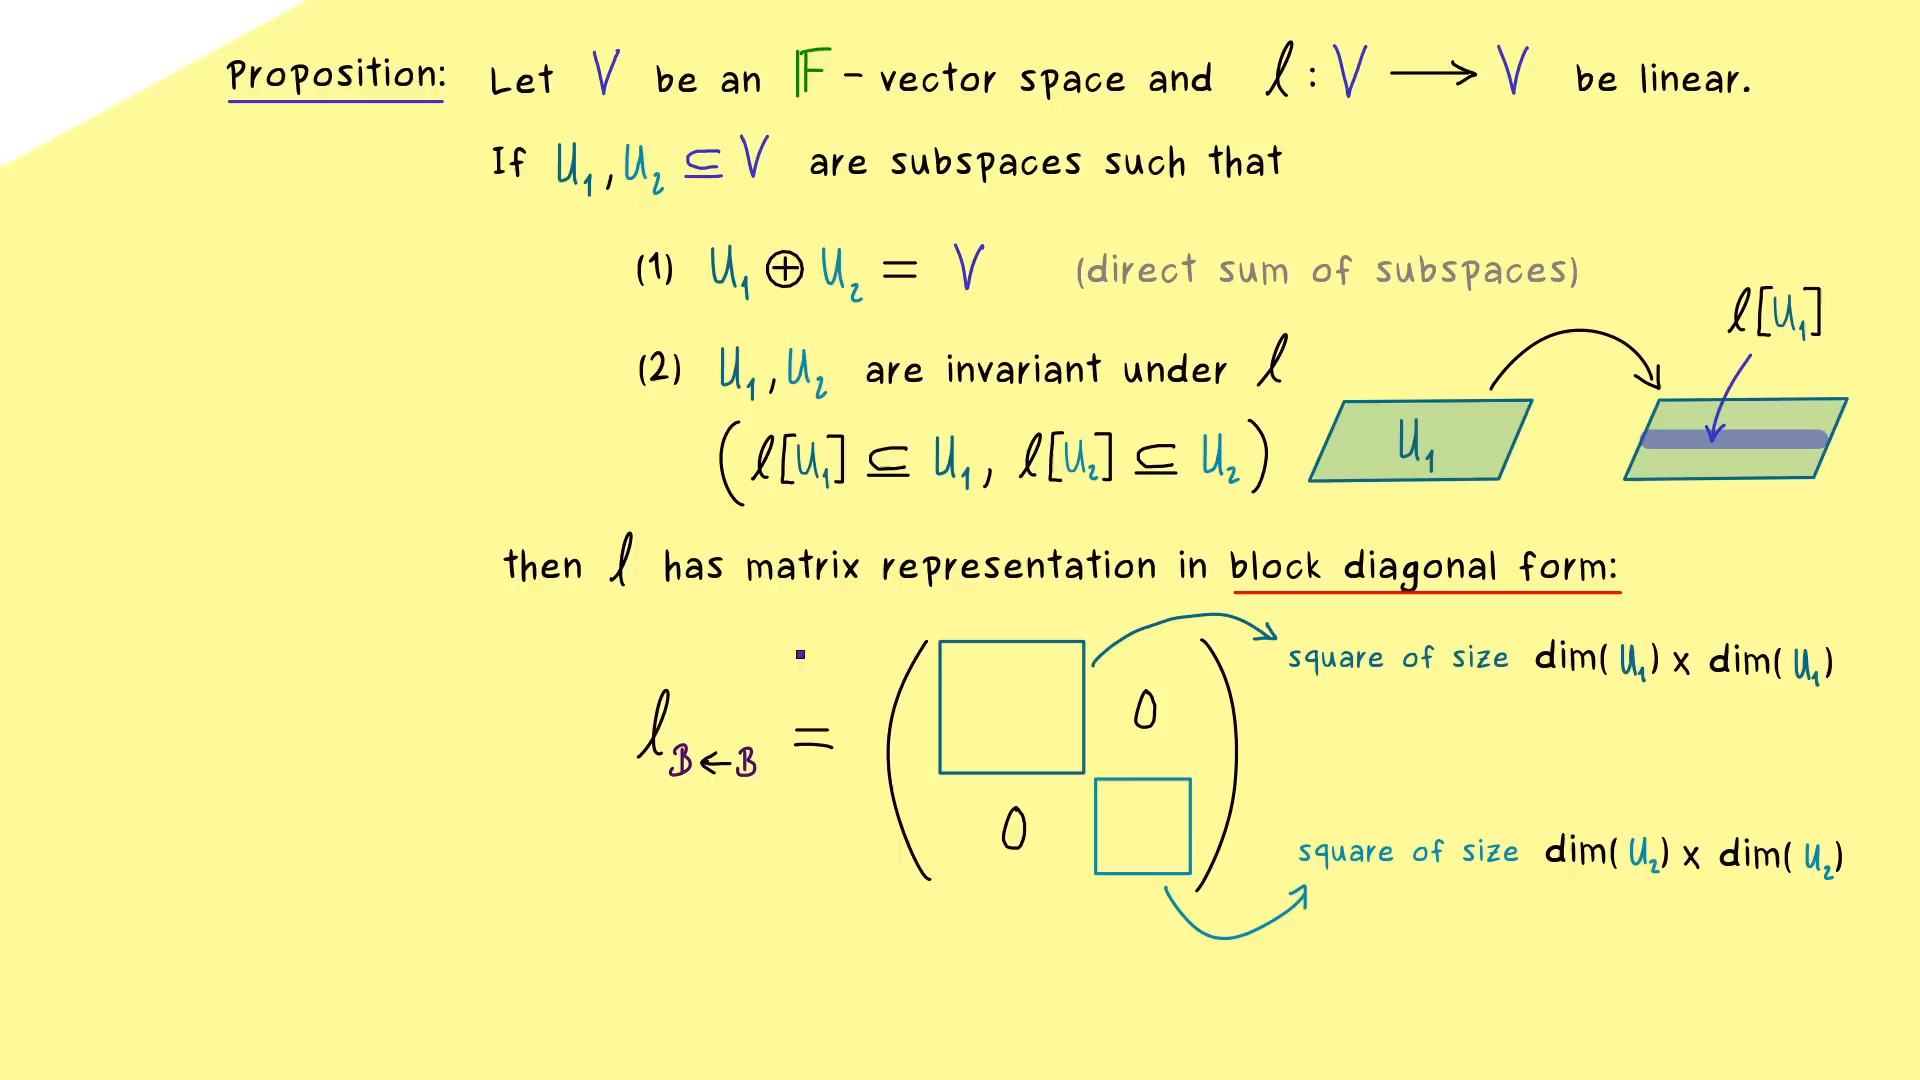 Proposition: Let V be an 𝔽-vector space and ℓ : V ⟶ V be linear.
If U₁, U₂ ⊆ V are subspaces such that
(1) U₁ ⊕ U₂ = V (direct sum of subspaces)
ℓ[U₁]
(2) U₁, U₂ are invariant under ℓ
(ℓ[U₁] ⊆ U₁, ℓ[U₂] ⊆ U₂)
U₁
then ℓ has matrix representation in block diagonal form:
square of size dim(U₁) x dim(U₁)
0
ℓ B←B =
0
square of size dim(U₂) x dim(U₂)